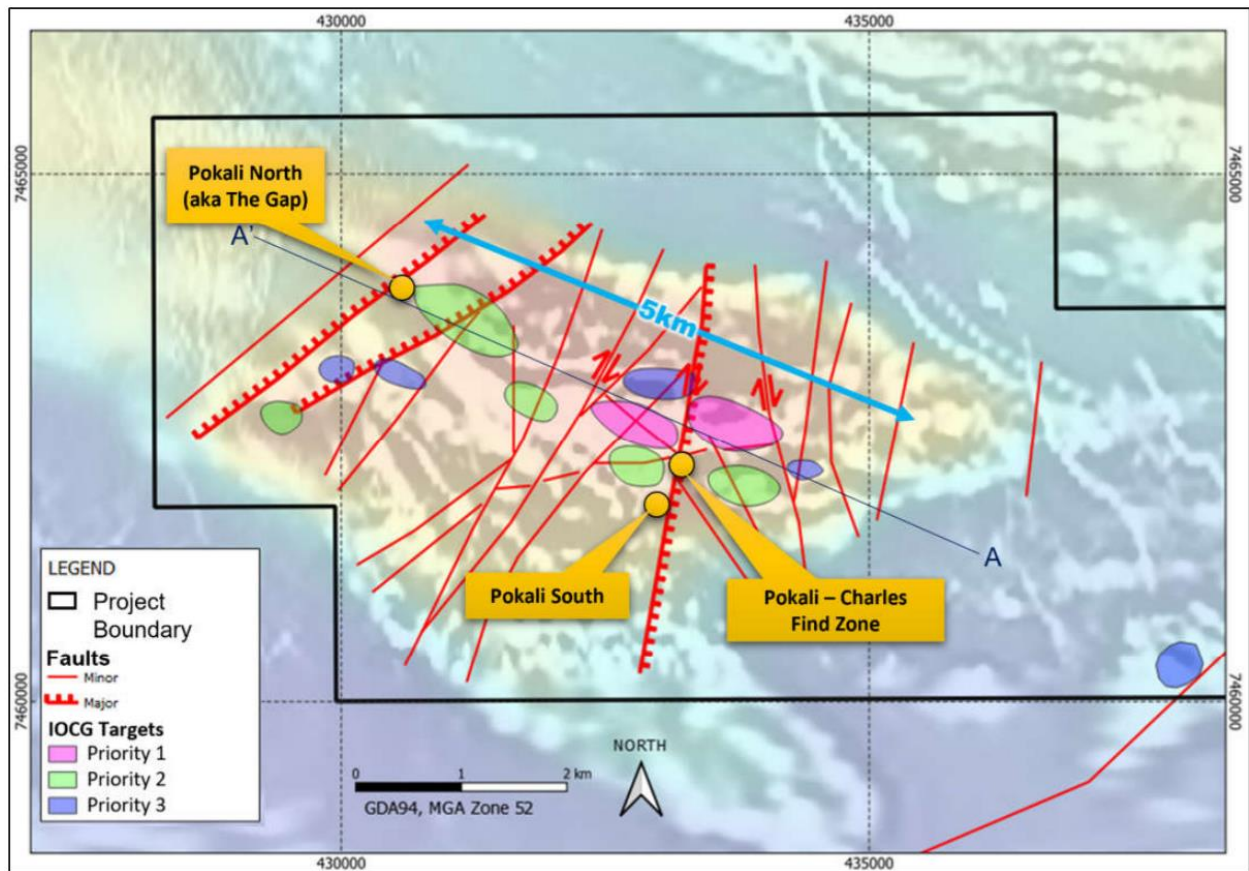 430000
435000
7465000
7465000
Pokali North
(aka The Gap)
A'
5km
A
Pokali South
Pokali – Charles
Find Zone
LEGEND
Project
Boundary
Faults
Minor
Major
IOCG Targets
Priority 1
Priority 2
Priority 3
7460000
7460000
NORTH
0
1
2 km
GDA94, MGA Zone 52
430000
435000